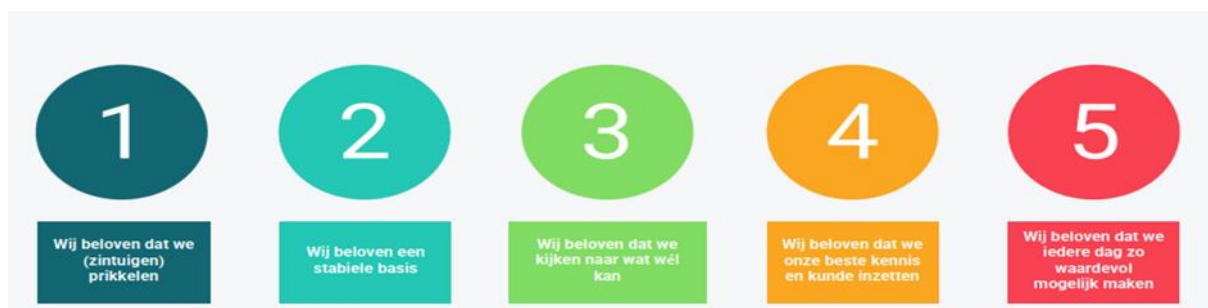 1
2
3
4
5
Wij beloven dat we
(zintuigen)
prikkelen
Wij beloven een
stabiele basis
Wij beloven dat we
kijken naar wat wél
kan
Wij beloven dat we
onze beste kennis
en kunde inzetten
Wij beloven dat we
iedere dag zo
waardevol
mogelijk maken